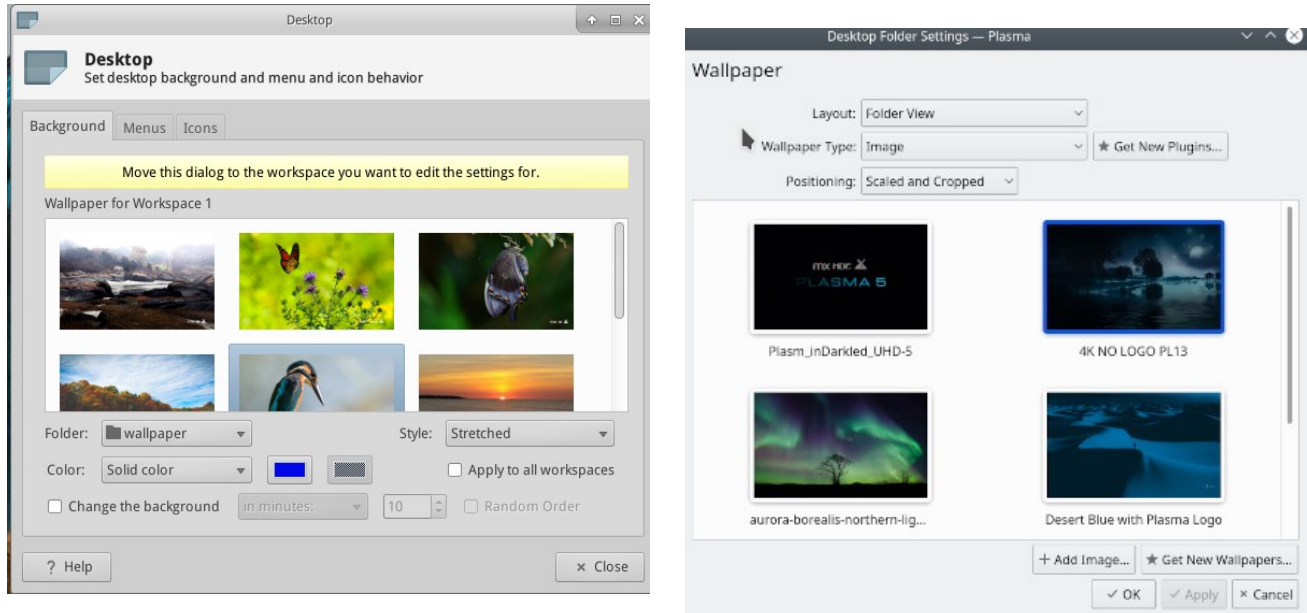 Desktop
Desktop
Set desktop background and menu and icon behavior
Background Menus Icons
Move this dialog to the workspace you want to edit the settings for.
Wallpaper for Workspace 1
Folder: wallpaper Style: Stretched
Color: Solid color Apply to all workspaces
Change the background in minutes: 10 Random Order
? Help × Close
Desktop Folder Settings — Plasma
Wallpaper
Layout: Folder View
Wallpaper Type: Image ★ Get New Plugins...
Positioning: Scaled and Cropped
PLASMA 5
Plasm_inDarkled_UHD-5 4K NO LOGO PL13
aurora-borealis-northern-lig... Desert Blue with Plasma Logo
+ Add Image... ★ Get New Wallpapers...
✓ OK ✓ Apply × Cancel